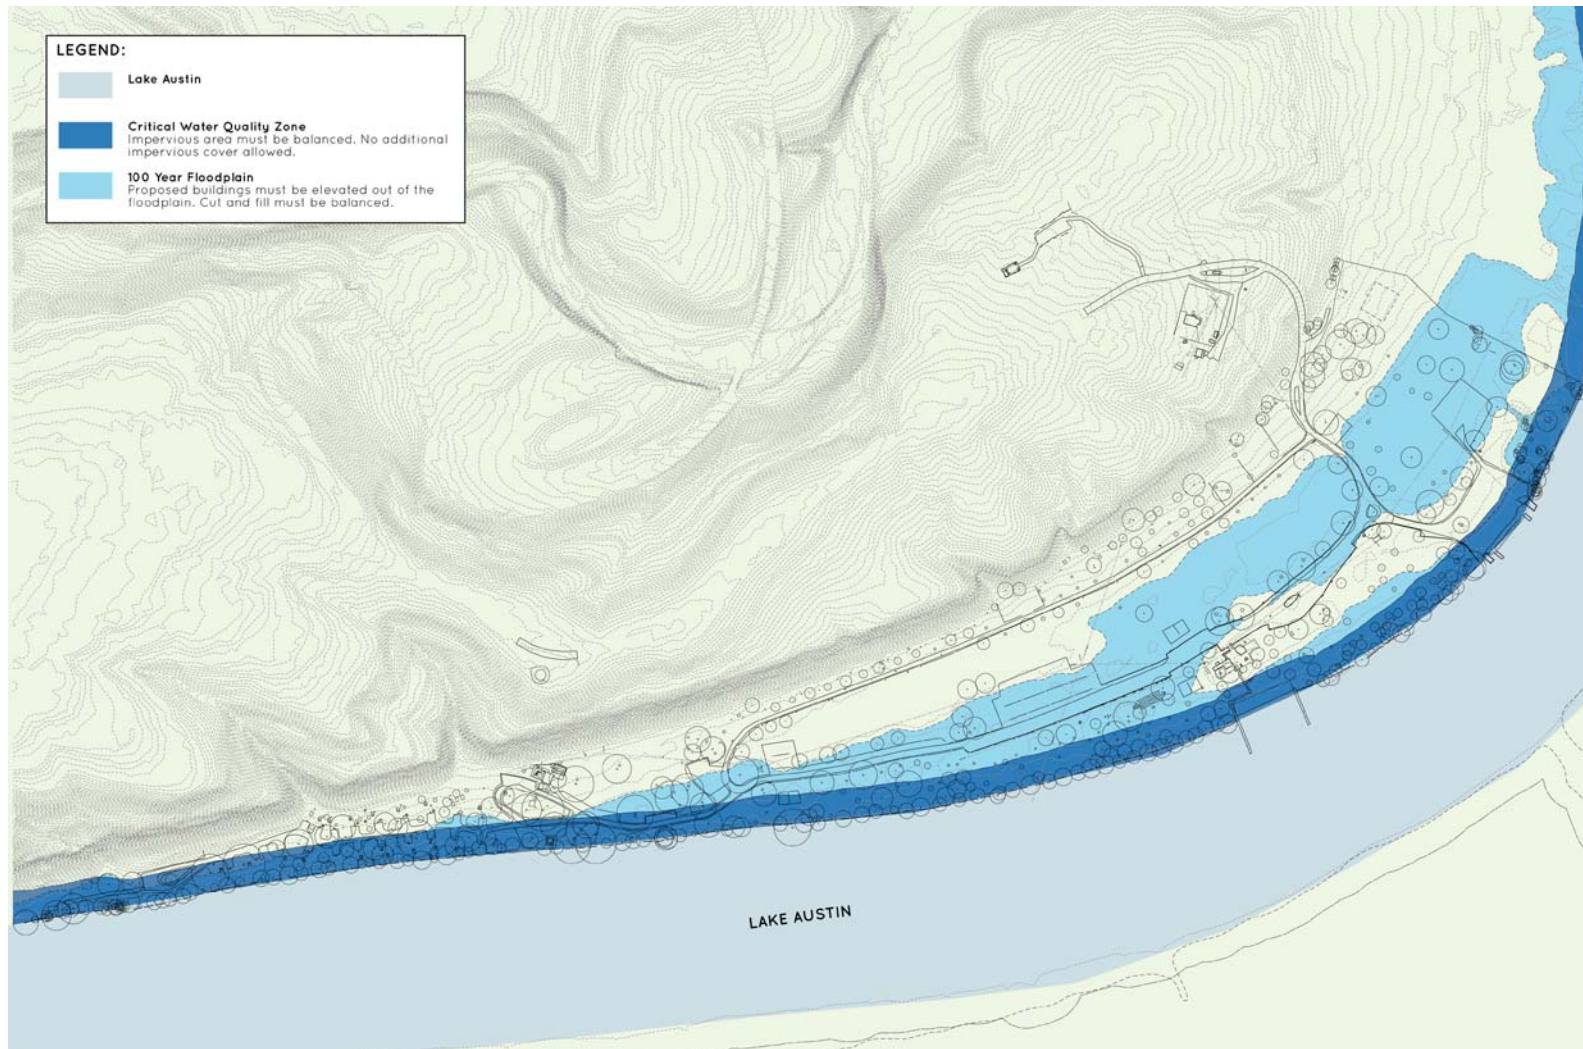 LEGEND:
Lake Austin
Critical Water Quality Zone
Impervious area must be balanced. No additional
impervious cover allowed.
100 Year Floodplain
Proposed buildings must be elevated out of the
floodplain. Cut and fill must be balanced.
LAKE AUSTIN